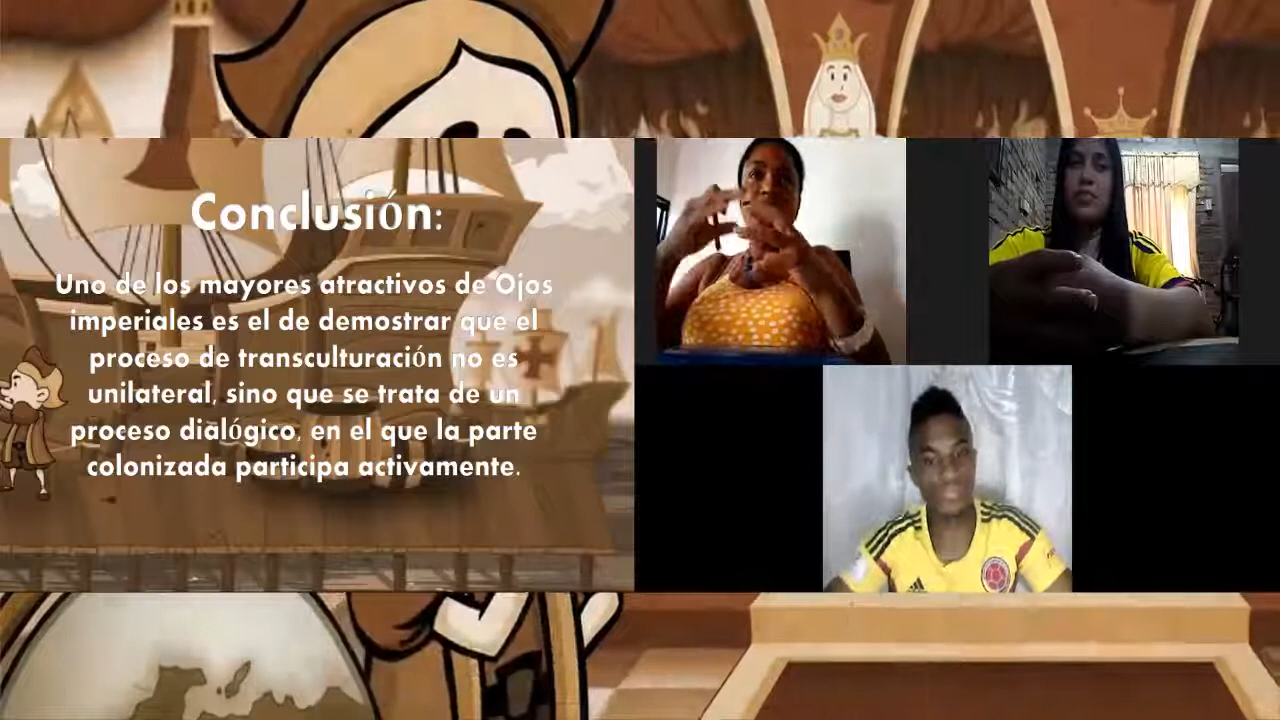 Conclusión:
Uno de los mayores atractivos de Ojos
imperiales es el de demostrar que el
proceso de transculturación no es
unilateral, sino que se trata de un
proceso dialógico, en el que la parte
colonizada participa activamente.